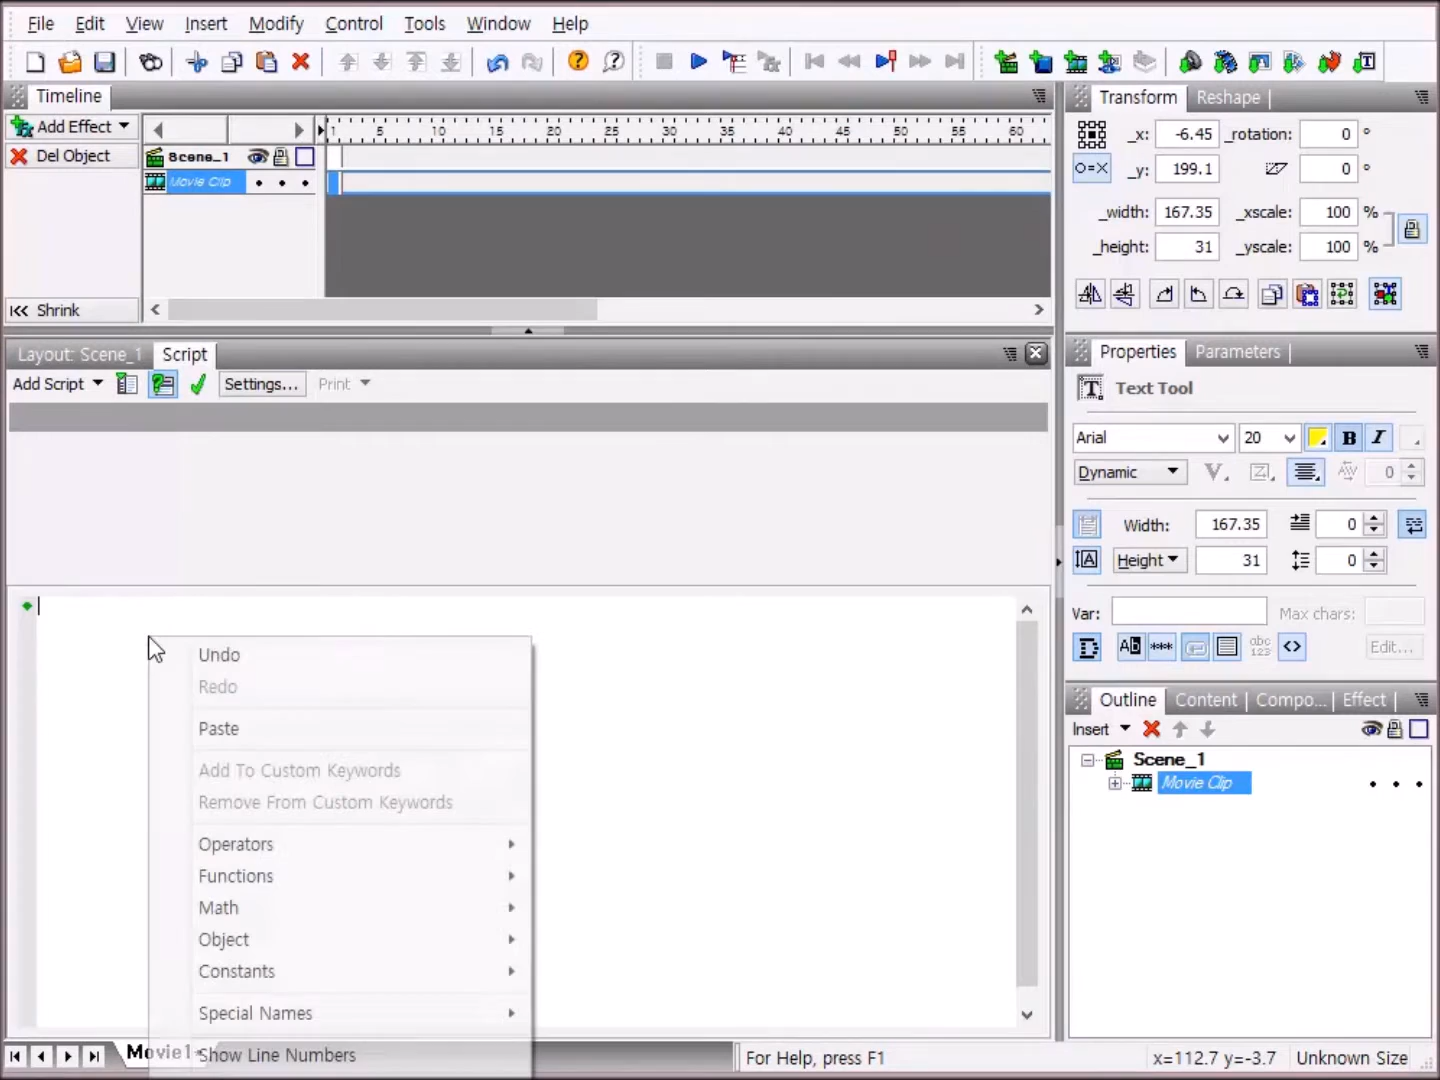 File Edit View Insert Modify Control Tools Window Help
Timeline
Add Effect
1 5 10 15 20 25 30 35 40 45 50 55 60
Del Object
Scene_1
Movie Clip
Shrink
Layout: Scene_1 Script
Add Script Settings... Print
Undo
Redo
Paste
Add To Custom Keywords
Remove From Custom Keywords
Operators
Functions
Math
Object
Constants
Special Names
Show Line Numbers
Movie1
For Help, press F1
x=112.7 y=-3.7 Unknown Size
Transform Reshape
_x: -6.45 _rotation: 0 °
O=X _y: 199.1 0 °
_width: 167.35 _xscale: 100 %
_height: 31 _yscale: 100 %
Properties Parameters
T Text Tool
Arial 20 B I
Dynamic 0
Width: 167.35 0
A Height 31 0
Var: Max chars:
Ab *** abc 123 <> Edit...
Outline Content Compo... Effect
Insert
Scene_1
Movie Clip